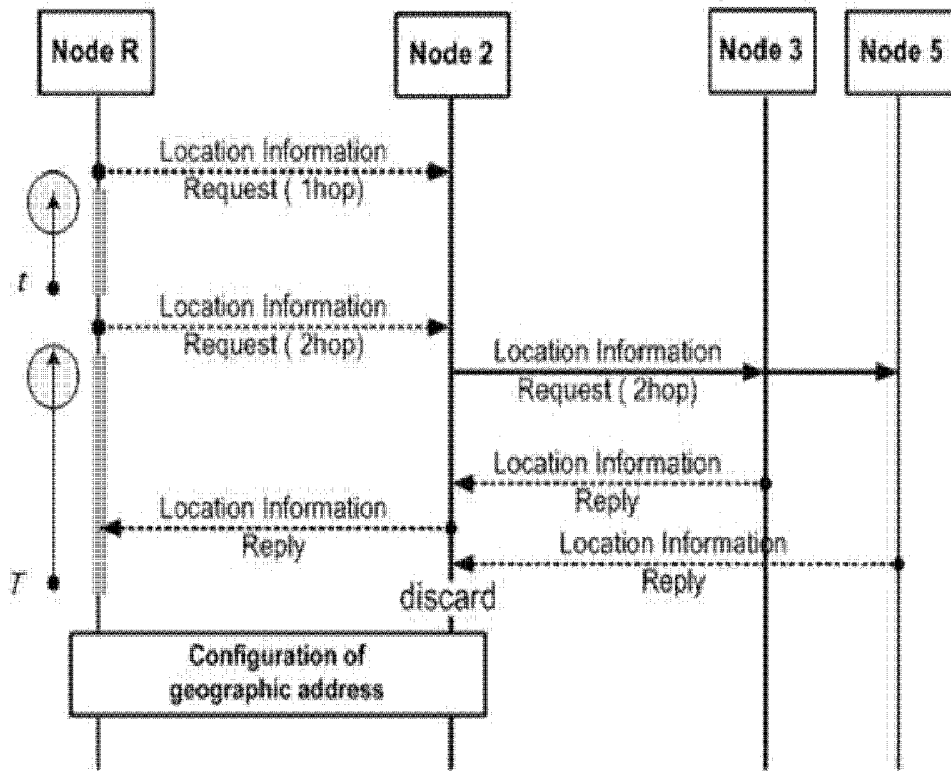 Node R
Node 2
Node 3
Node 5
Location Information
Request ( 1hop)
t
Location Information
Request ( 2hop)
Location Information
Request ( 2hop)
Location Information
Reply
Location Information
Reply
Location Information
Reply
T
discard
Configuration of
geographic address